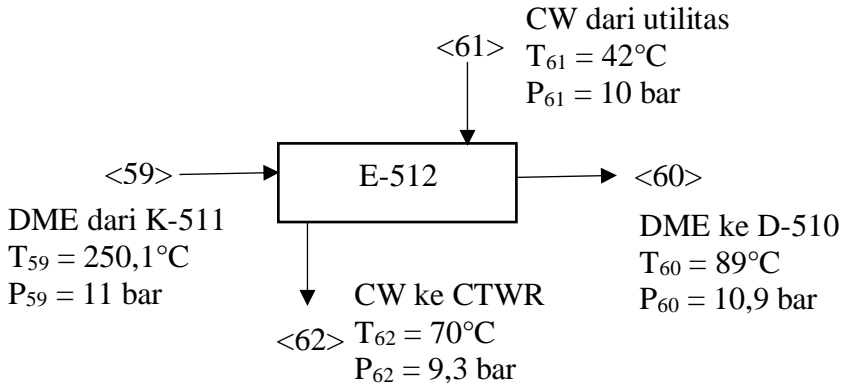 CW dari utilitas
<61>
T₆₁ = 42°C
P₆₁ = 10 bar
<59>
E-512
<60>
DME dari K-511
T₅₉ = 250,1°C
P₅₉ = 11 bar
DME ke D-510
T₆₀ = 89°C
P₆₀ = 10,9 bar
CW ke CTWR
<62>
T₆₂ = 70°C
P₆₂ = 9,3 bar